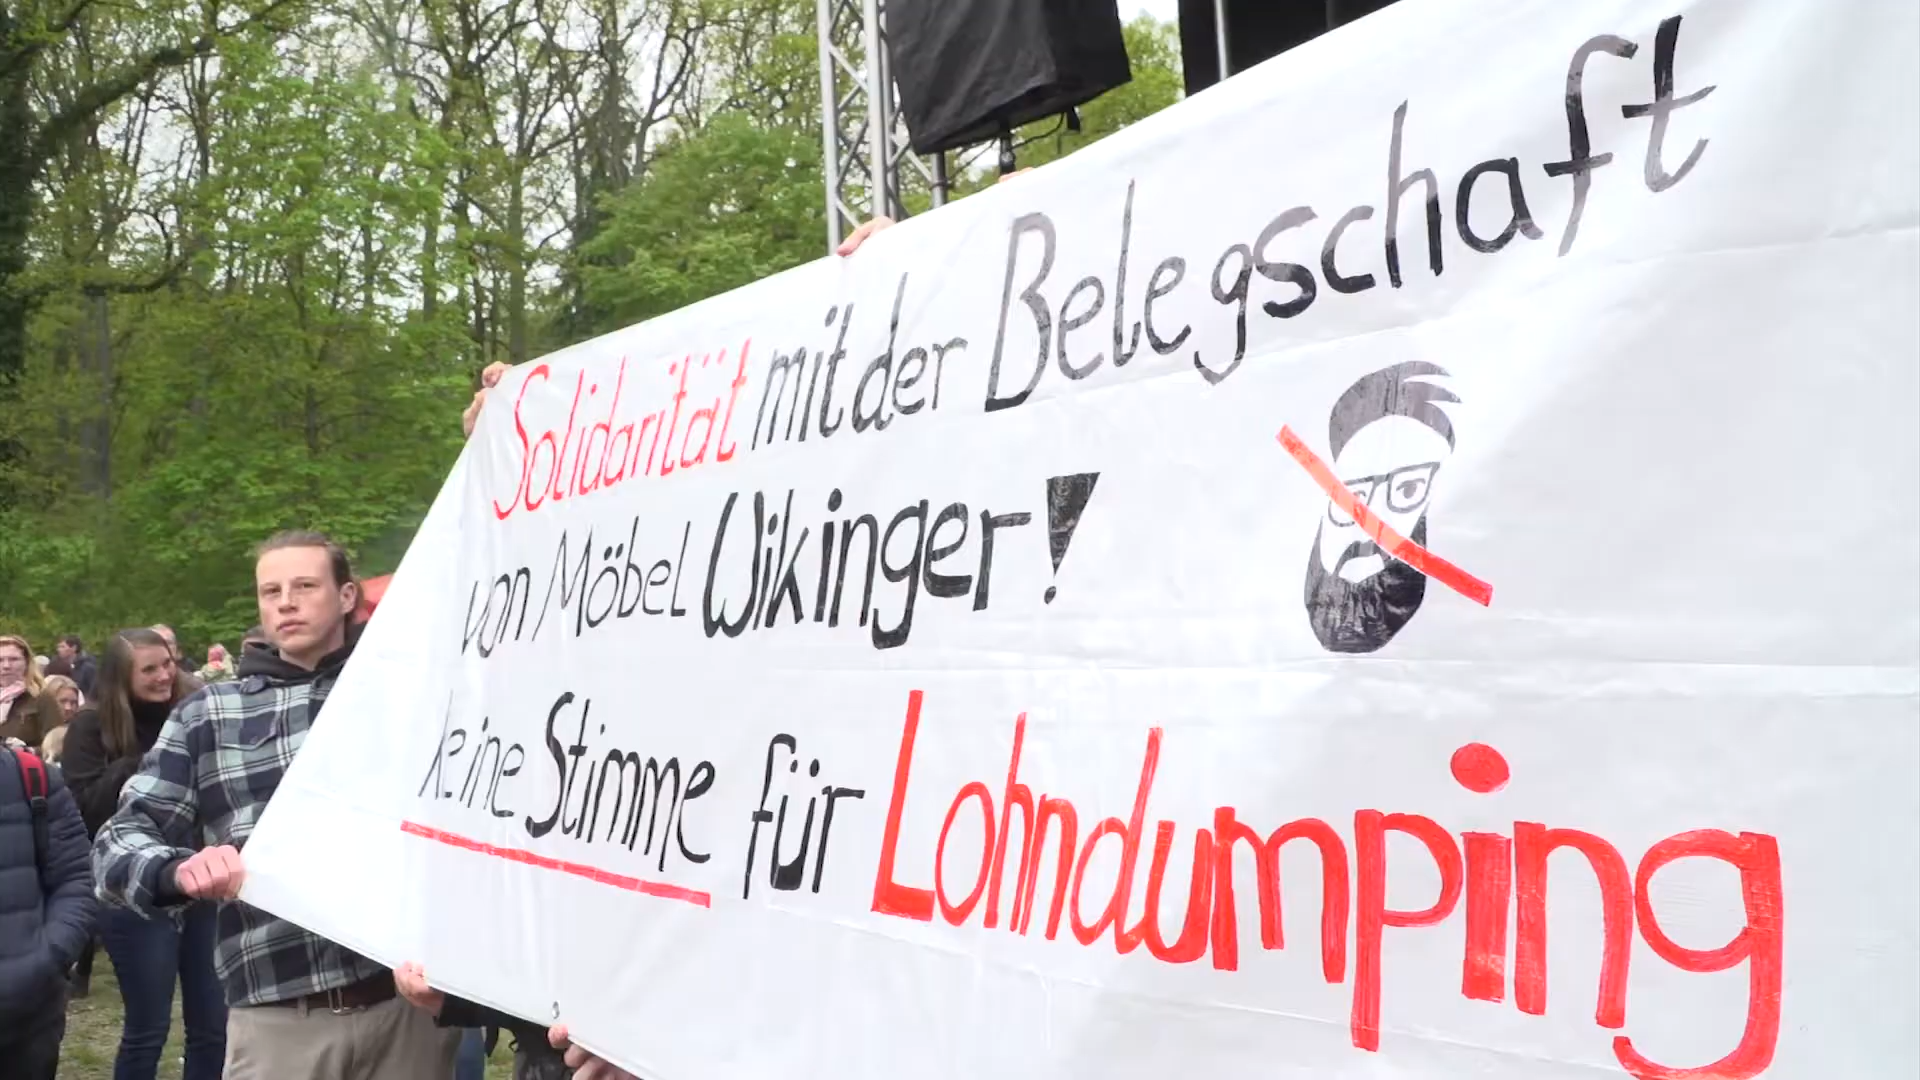 Solidarität mit der Belegschaft
von Möbel Wikinger!
keine Stimme für Lohndumping